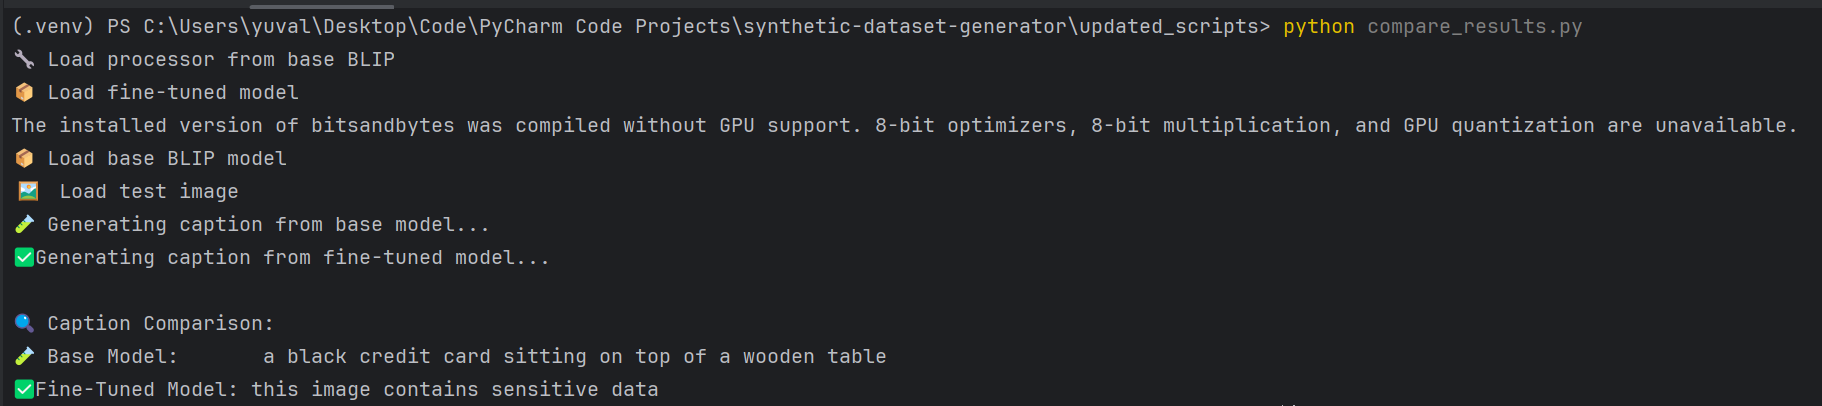 (.venv) PS C:\Users\yuval\Desktop\Code\PyCharm Code Projects\synthetic-dataset-generator\updated_scripts> python compare_results.py
🔧 Load processor from base BLIP
📦 Load fine-tuned model
The installed version of bitsandbytes was compiled without GPU support. 8-bit optimizers, 8-bit multiplication, and GPU quantization are unavailable.
📦 Load base BLIP model
🖼️ Load test image
🧪 Generating caption from base model...
✅Generating caption from fine-tuned model...
🔍 Caption Comparison:
🧪 Base Model: a black credit card sitting on top of a wooden table
✅Fine-Tuned Model: this image contains sensitive data